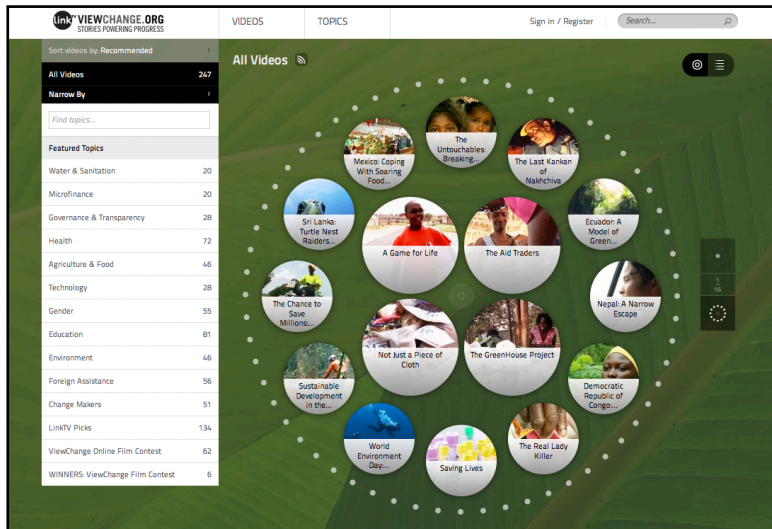 Link TV VIEWCHANGE.ORG
STORIES POWERING PROGRESS
VIDEOS
TOPICS
Sign in / Register
Search...
Sort videos by: Recommended
All Videos 247
Narrow By
Find topics...
Featured Topics
Water & Sanitation 20
Microfinance 20
Governance & Transparency 28
Health 72
Agriculture & Food 46
Technology 28
Gender 55
Education 81
Environment 46
Foreign Assistance 56
Change Makers 51
LinkTV Picks 134
ViewChange Online Film Contest 62
WINNERS: ViewChange Film Contest 6
All Videos
The
Untouchables:
Breaking...
Mexico: Coping
With Soaring
Food...
The Last Kankan
of
Nakhchiva
Sri Lanka:
Turtle Nest
Raiders...
A Game for Life
The Aid Traders
Ecuador: A
Model of
Green...
The Chance to
Save
Millions:...
Nepal: A Narrow
Escape
Not Just a Piece of
Cloth
The GreenHouse Project
Sustainable
Development
in the...
Democratic
Republic of
Congo:...
World
Environment
Day:...
Saving Lives
The Real Lady
Killer
1
16